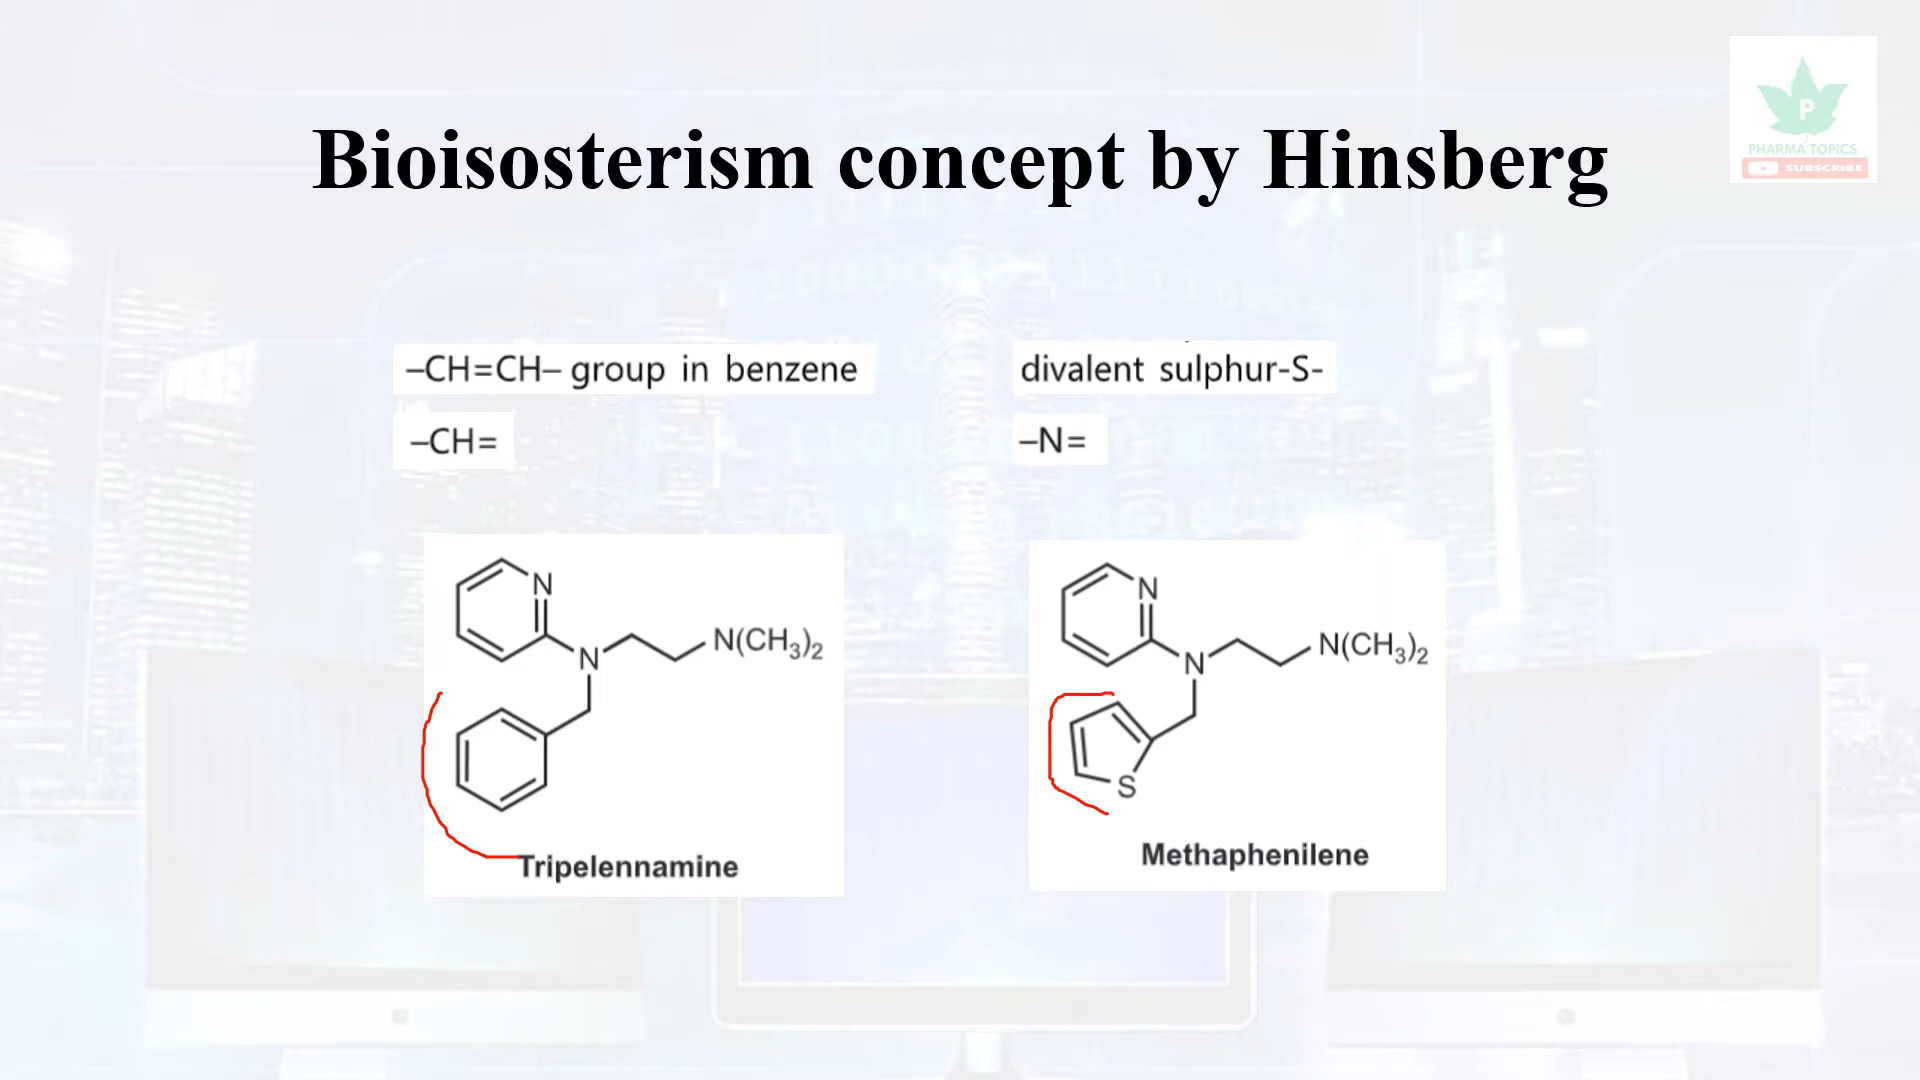 Bioisosterism concept by Hinsberg
P
PHARMA TOPICS
SUBSCRIBE
–CH=CH– group in benzene
divalent sulphur-S-
–CH=
–N=
N
N
N(CH₃)₂
Tripelennamine
N
N
N(CH₃)₂
S
Methaphenilene